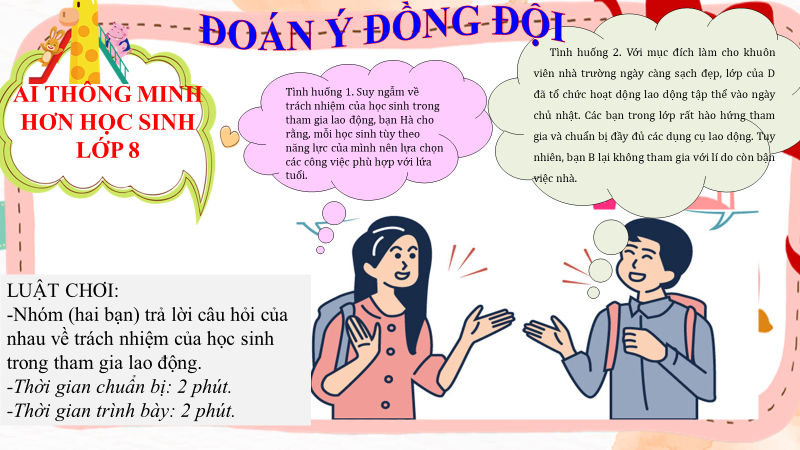 ĐOÁN Ý ĐỒNG ĐỘI
AI THÔNG MINH
HƠN HỌC SINH
LỚP 8
Tình huống 1. Suy ngẫm về
trách nhiệm của học sinh trong
tham gia lao động, bạn Hà cho
rằng, mỗi học sinh tùy theo
năng lực của mình nên lựa chọn
các công việc phù hợp với lứa
tuổi.
Tình huống 2. Với mục đích làm cho khuôn
viên nhà trường ngày càng sạch đẹp, lớp của D
đã tổ chức hoạt động lao động tập thể vào ngày
chủ nhật. Các bạn trong lớp rất hào hứng tham
gia và chuẩn bị đầy đủ các dụng cụ lao động. Tuy
nhiên, bạn B lại không tham gia với lí do còn bận
việc nhà.
LUẬT CHƠI:
-Nhóm (hai bạn) trả lời câu hỏi của
nhau về trách nhiệm của học sinh
trong tham gia lao động.
-Thời gian chuẩn bị: 2 phút.
-Thời gian trình bày: 2 phút.